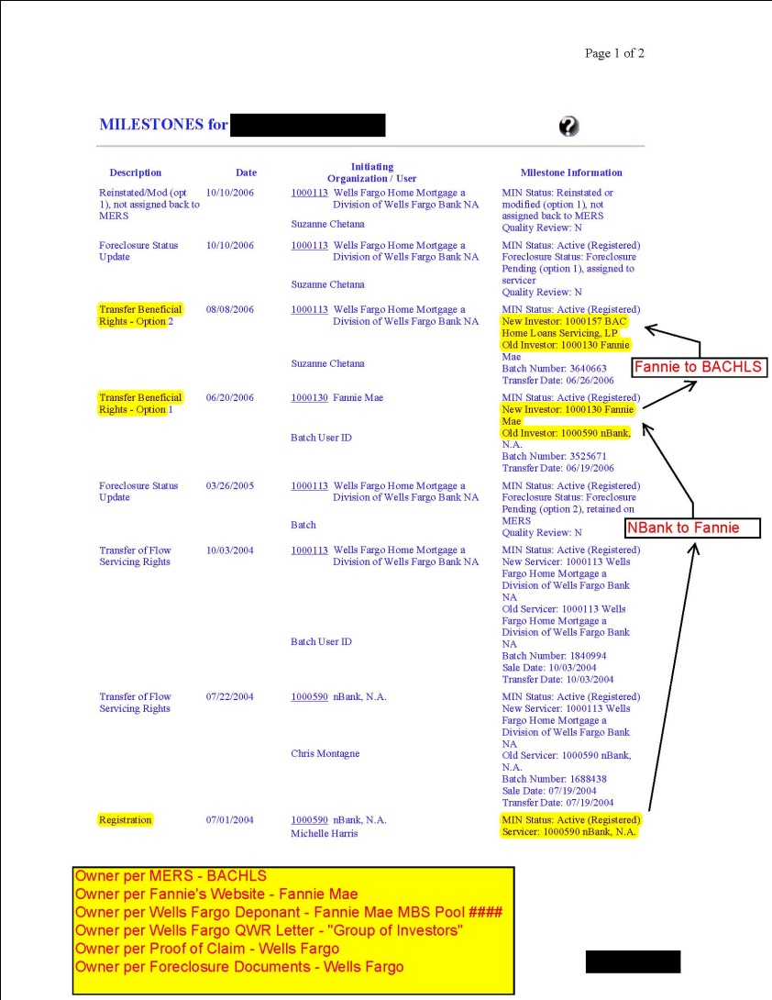 Page 1 of 2
MILESTONES for
?
Description Date Initiating Organization / User Milestone Information
Reinstated/Mod (opt 10/10/2006 1000113 Wells Fargo Home Mortgage a MIN Status: Reinstated or
1), not assigned back to Division of Wells Fargo Bank NA modified (option 1), not
MERS assigned back to MERS
Suzanne Chetana Quality Review: N
Foreclosure Status 10/10/2006 1000113 Wells Fargo Home Mortgage a MIN Status: Active (Registered)
Update Division of Wells Fargo Bank NA Foreclosure Status: Foreclosure
Pending (option 1), assigned to
Suzanne Chetana servicer
Quality Review: N
Transfer Beneficial 08/08/2006 1000113 Wells Fargo Home Mortgage a MIN Status: Active (Registered)
Rights - Option 2 Division of Wells Fargo Bank NA New Investor: 1000157 BAC
Home Loans Servicing, LP
Old Investor: 1000130 Fannie
Suzanne Chetana Mae
Batch Number: 3640663
Transfer Date: 06/26/2006
Fannie to BACHLS
Transfer Beneficial 06/20/2006 1000130 Fannie Mae MIN Status: Active (Registered)
Rights - Option 1 New Investor: 1000130 Fannie
Mae
Old Investor: 1000590 nBank,
Batch User ID N.A.
Batch Number: 3525671
Transfer Date: 06/19/2006
Foreclosure Status 03/26/2005 1000113 Wells Fargo Home Mortgage a MIN Status: Active (Registered)
Update Division of Wells Fargo Bank NA Foreclosure Status: Foreclosure
Pending (option 2), retained on
Batch MERS
Quality Review: N
NBank to Fannie
Transfer of Flow 10/03/2004 1000113 Wells Fargo Home Mortgage a MIN Status: Active (Registered)
Servicing Rights Division of Wells Fargo Bank NA New Servicer: 1000113 Wells
Fargo Home Mortgage a
Division of Wells Fargo Bank
NA
Old Servicer: 1000113 Wells
Fargo Home Mortgage a
Division of Wells Fargo Bank
Batch User ID NA
Batch Number: 1840994
Sale Date: 10/03/2004
Transfer Date: 10/03/2004
Transfer of Flow 07/22/2004 1000590 nBank, N.A. MIN Status: Active (Registered)
Servicing Rights New Servicer: 1000113 Wells
Fargo Home Mortgage a
Division of Wells Fargo Bank
NA
Chris Montagne Old Servicer: 1000590 nBank,
N.A.
Batch Number: 1688438
Sale Date: 07/19/2004
Transfer Date: 07/19/2004
Registration 07/01/2004 1000590 nBank, N.A. MIN Status: Active (Registered)
Michelle Harris Servicer: 1000590 nBank, N.A.
Owner per MERS - BACHLS
Owner per Fannie's Website - Fannie Mae
Owner per Wells Fargo Deponant - Fannie Mae MBS Pool ####
Owner per Wells Fargo QWR Letter - "Group of Investors"
Owner per Proof of Claim - Wells Fargo
Owner per Foreclosure Documents - Wells Fargo